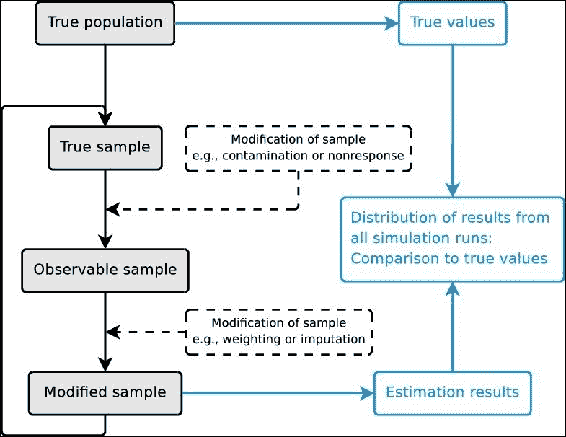 True population
True values
True sample
Modification of sample
e.g., contamination or nonresponse
Distribution of results from
all simulation runs:
Comparison to true values
Observable sample
Modification of sample
e.g., weighting or imputation
Modified sample
Estimation results